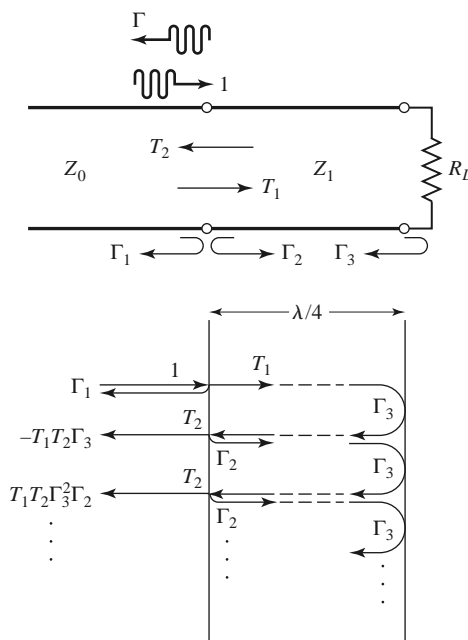 Γ
1
T₂
Z₀ Z₁ R_L
T₁
Γ₁ Γ₂ Γ₃
λ/4
1 T₁
Γ₁
Γ₃
T₂
−T₁T₂Γ₃
Γ₂
Γ₃
T₂
T₁T₂Γ₃²Γ₂
Γ₂
Γ₃